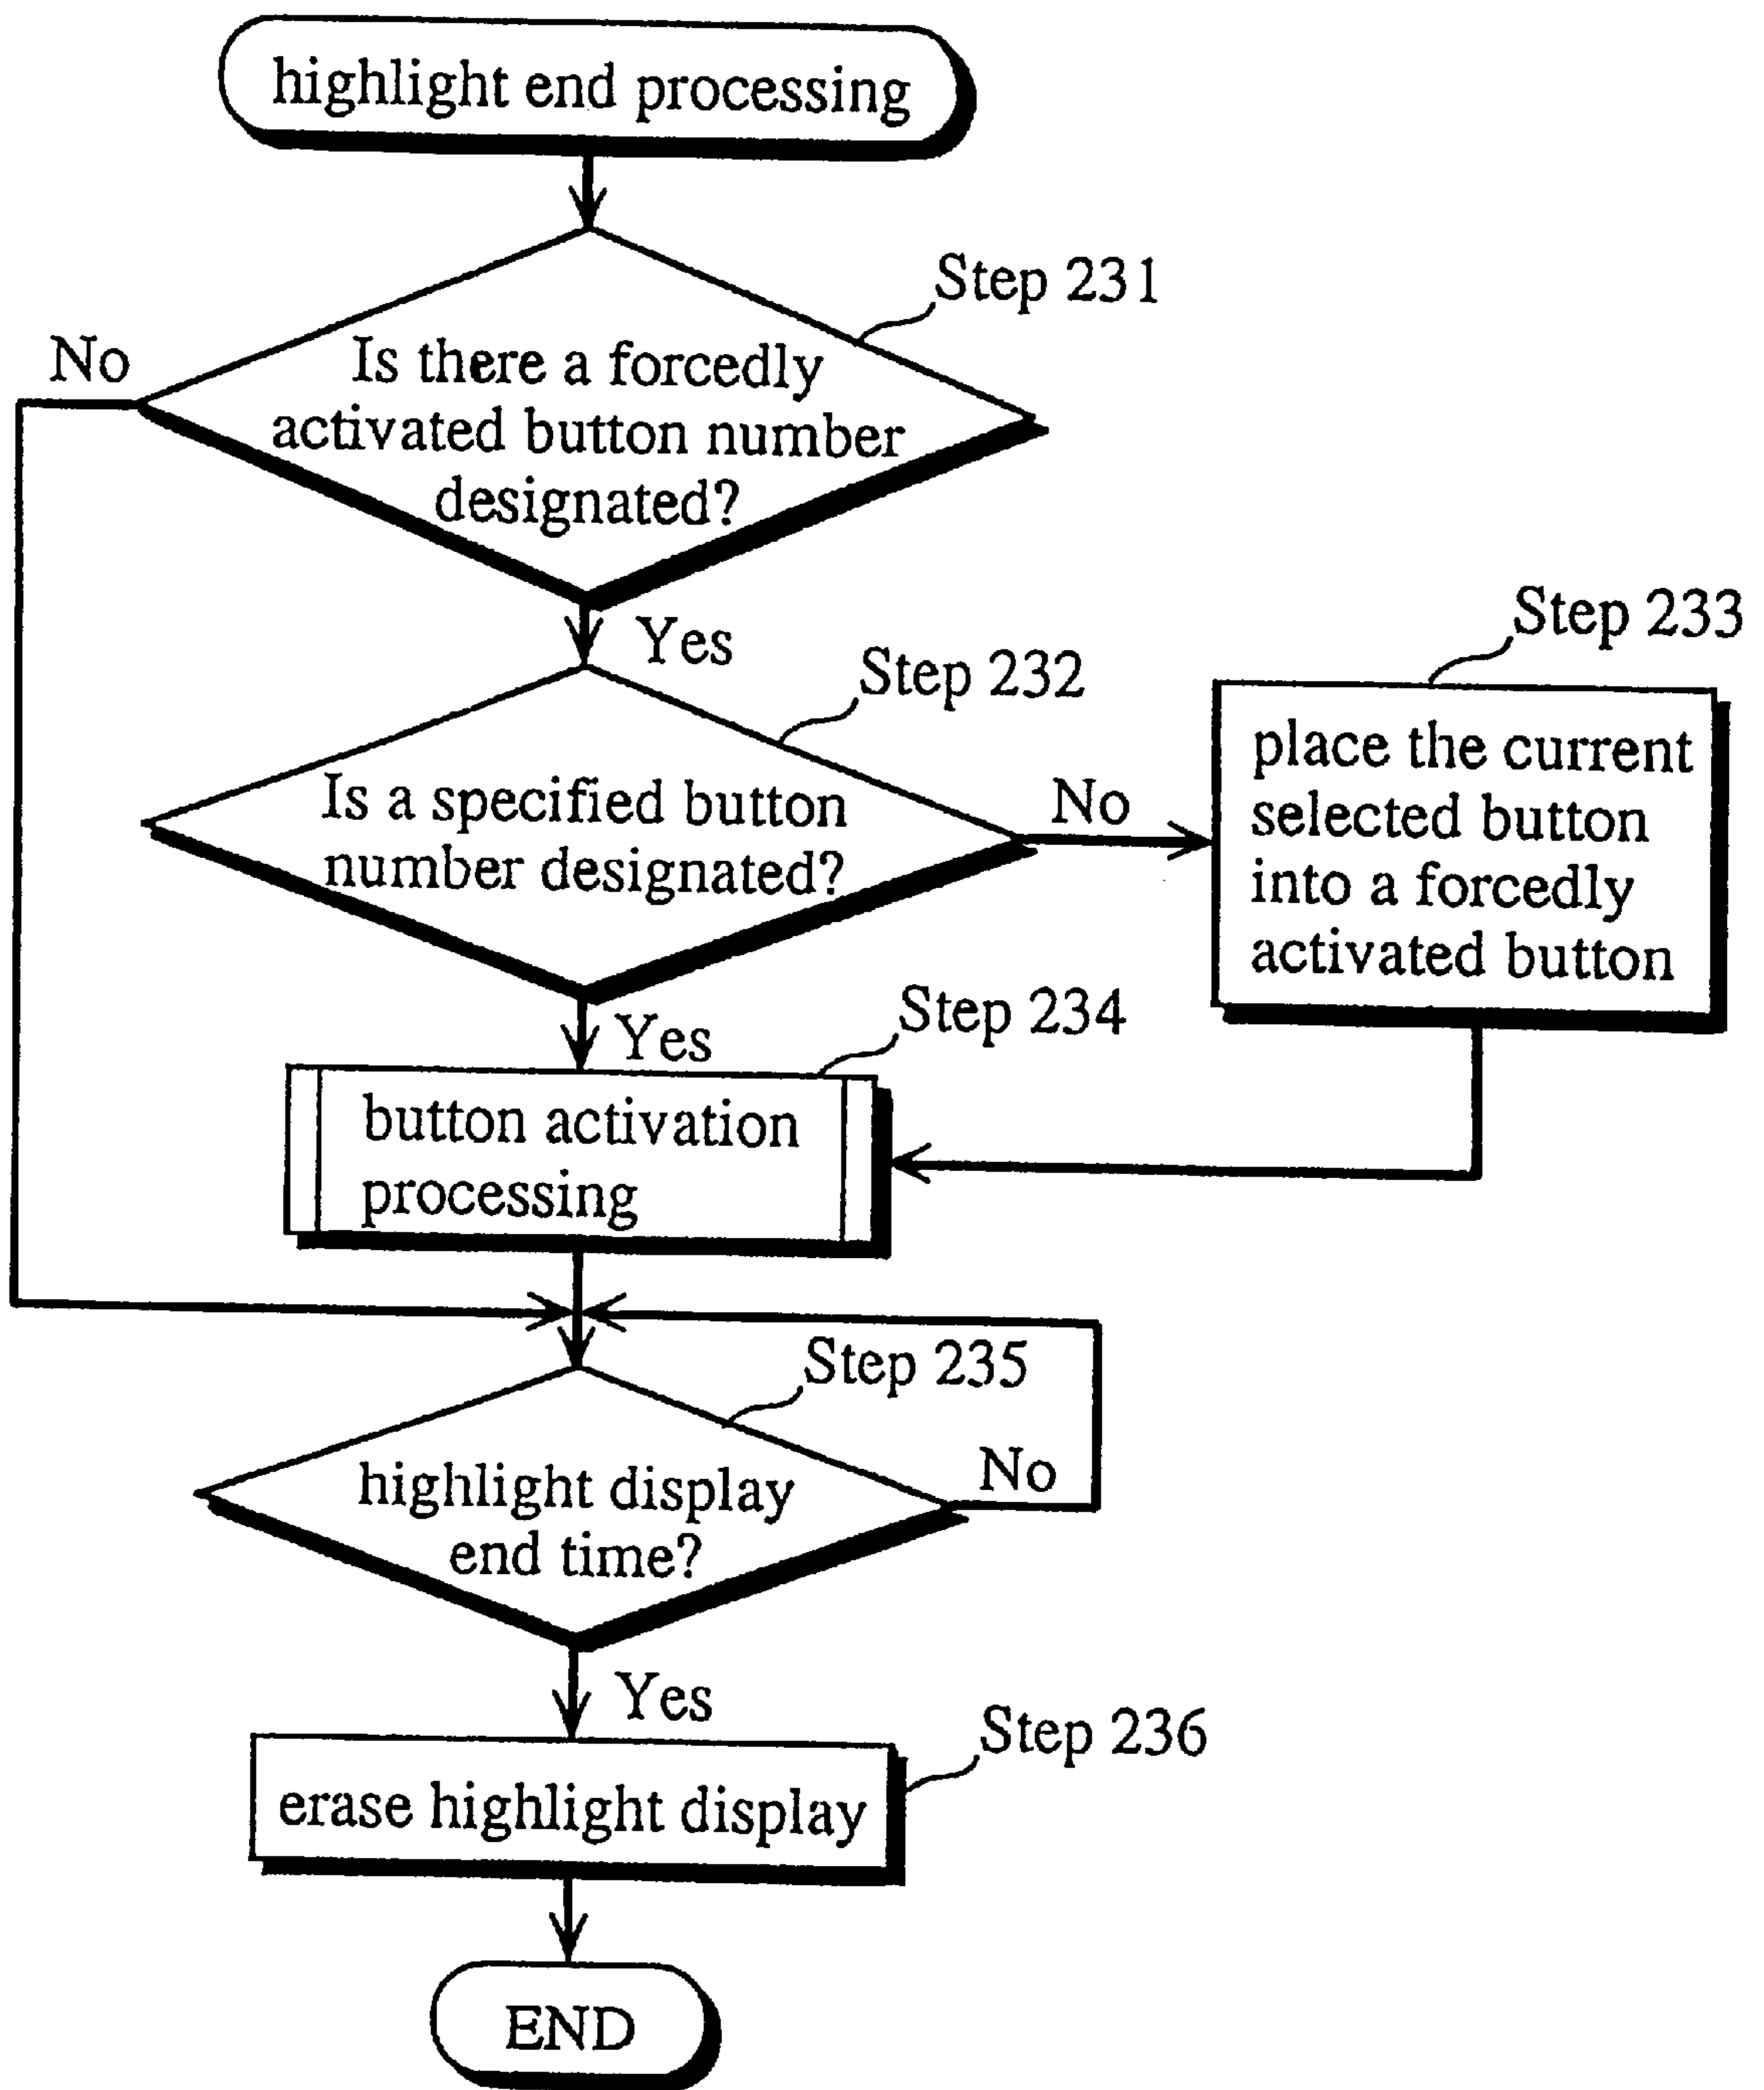 highlight end processing
Step 231
No
Is there a forcedly
activated button number
designated?
Yes
Step 232
Step 233
Is a specified button
number designated?
No
place the current
selected button
into a forcedly
activated button
Yes
Step 234
button activation
processing
Step 235
highlight display
end time?
No
Yes
Step 236
erase highlight display
END